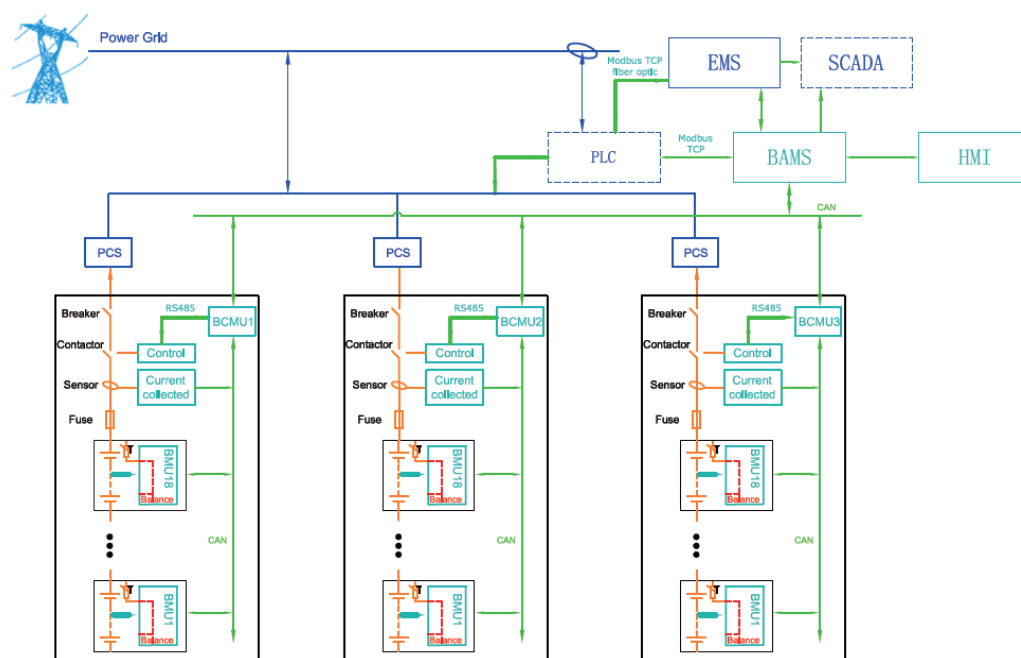 Power Grid
Modbus TCP
fiber optic
EMS
SCADA
PLC
Modbus
TCP
BAMS
HMI
CAN
PCS
PCS
PCS
Breaker
RS485
BCMU1
Contactor
Control
Sensor
Current
collected
Fuse
T
BMU18
Balance
CAN
T
BMU1
Balance
Breaker
RS485
BCMU2
Contactor
Control
Sensor
Current
collected
Fuse
T
BMU18
Balance
CAN
T
BMU1
Balance
Breaker
RS485
BCMU3
Contactor
Control
Sensor
Current
collected
Fuse
T
BMU18
Balance
CAN
T
BMU1
Balance